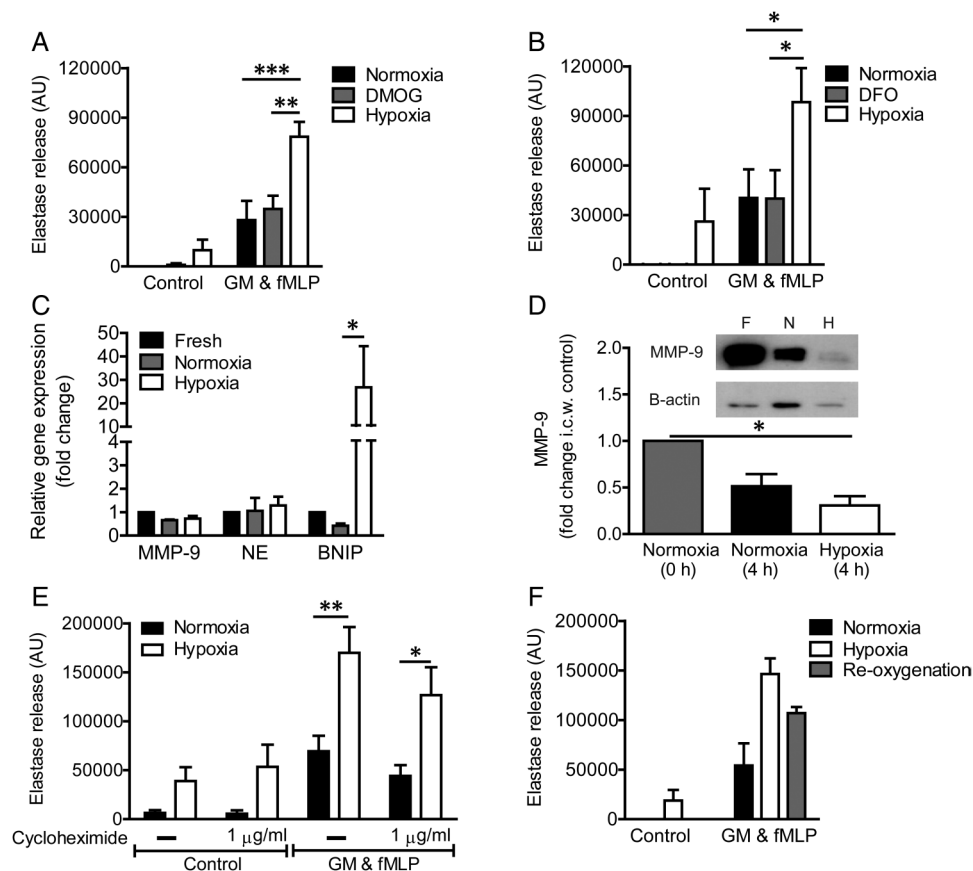 A
Elastase release (AU)
120000
90000
60000
30000
0
***
**
Normoxia
DMOG
Hypoxia
Control
GM & fMLP
B
Elastase release (AU)
120000
90000
60000
30000
0
*
*
Normoxia
DFO
Hypoxia
Control
GM & fMLP
C
Relative gene expression
(fold change)
50
40
30
20
10
4
3
2
1
0
Fresh
Normoxia
Hypoxia
*
MMP-9
NE
BNIP
D
MMP-9
(fold change i.c.w. control)
2.0
1.5
1.0
0.5
0.0
F N H
MMP-9
B-actin
*
Normoxia Normoxia Hypoxia
(0 h) (4 h) (4 h)
E
Elastase release (AU)
200000
150000
100000
50000
0
Normoxia
Hypoxia
**
*
Cycloheximide – 1 µg/ml – 1 µg/ml
Control
GM & fMLP
F
Elastase release (AU)
200000
150000
100000
50000
0
Normoxia
Hypoxia
Re-oxygenation
Control
GM & fMLP